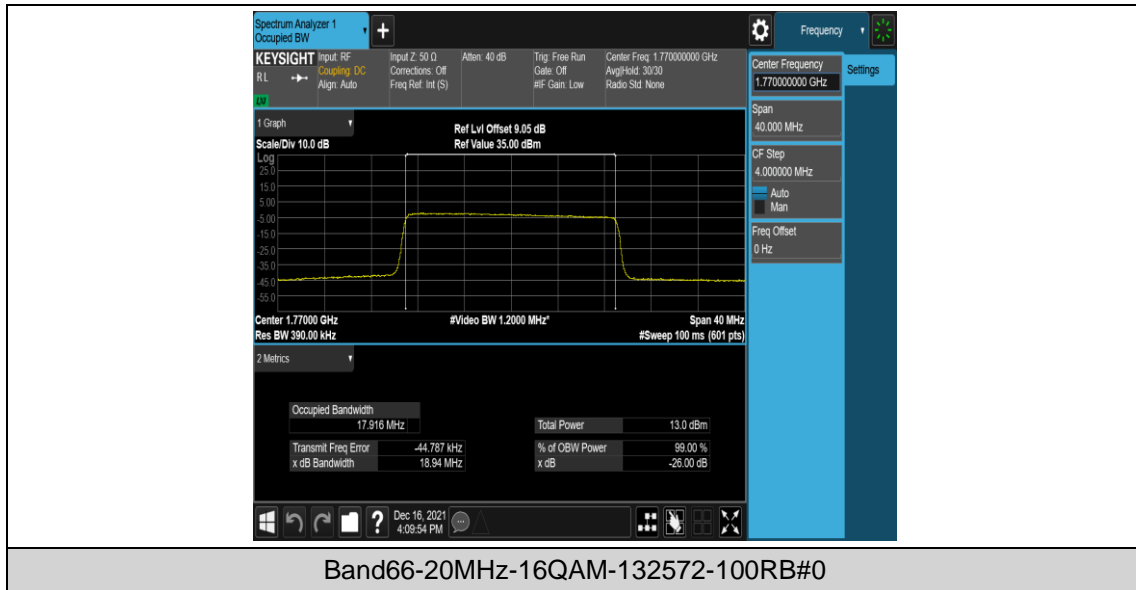 Spectrum Analyzer 1
Occupied BW
+
Frequency
KEYSIGHT
RL
LXI
Input: RF
Coupling: DC
Align: Auto
Input Z: 50 Ω
Corrections: Off
Freq Ref: Int (S)
Atten: 40 dB
Trig: Free Run
Gate: Off
#IF Gain: Low
Center Freq: 1.770000000 GHz
Avg|Hold: 30/30
Radio Std: None
Center Frequency
1.770000000 GHz
Settings
Span
40.000 MHz
CF Step
4.000000 MHz
Auto
Man
Freq Offset
0 Hz
1 Graph
Scale/Div 10.0 dB
Ref Lvl Offset 9.05 dB
Ref Value 35.00 dBm
Log
25.0
15.0
5.00
-5.00
-15.0
-25.0
-35.0
-45.0
-55.0
Center 1.77000 GHz
#Video BW 1.2000 MHz*
Span 40 MHz
Res BW 390.00 kHz
#Sweep 100 ms (601 pts)
2 Metrics
Occupied Bandwidth
17.916 MHz
Total Power 13.0 dBm
Transmit Freq Error -44.787 kHz
% of OBW Power 99.00 %
x dB Bandwidth 18.94 MHz
x dB -26.00 dB
?
Dec 16, 2021
4:09:54 PM
Band66-20MHz-16QAM-132572-100RB#0